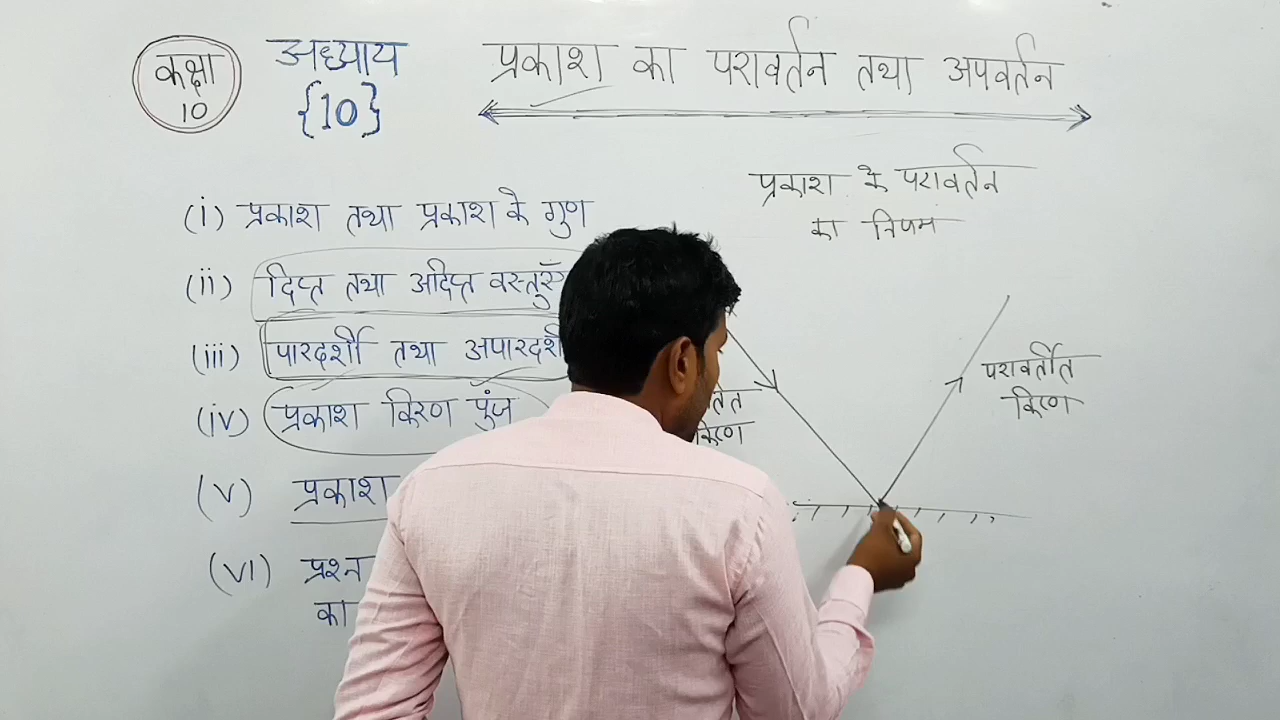 कक्षा
10
अध्याय
{10}
प्रकाश का परावर्तन तथा अपवर्तन
(i) प्रकाश तथा प्रकाश के गुण
(ii) दिप्त तथा अदिप्त वस्तुएँ
(iii) पारदर्शी तथा अपारदर्शी
(iv) प्रकाश किरण पुंज
(v) प्रकाश
(VI) प्रश्न
का
प्रकाश के परावर्तन
का नियम
किरण
परावर्तीत
किरण